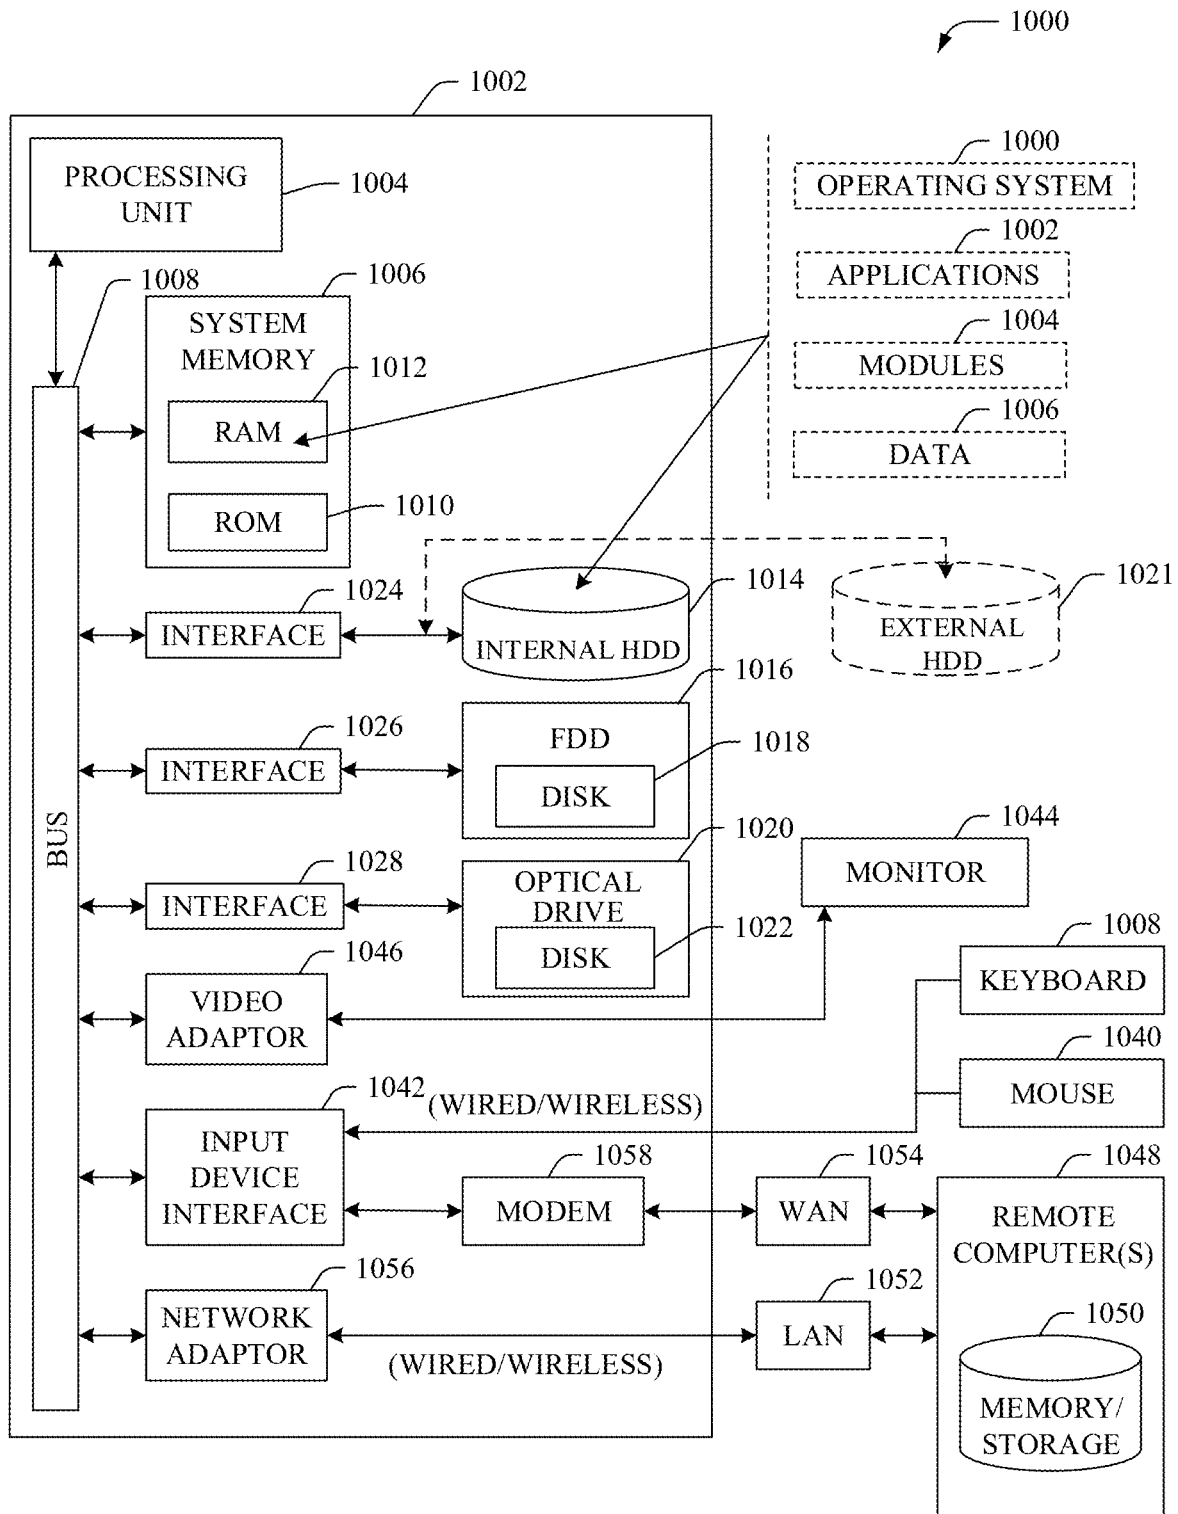 1000
1002
PROCESSING
UNIT
1004
1000
OPERATING SYSTEM
1002
APPLICATIONS
1004
MODULES
1006
DATA
1008
1006
SYSTEM
MEMORY
1012
RAM
1010
ROM
1024
INTERFACE
1014
INTERNAL HDD
1021
EXTERNAL
HDD
1026
INTERFACE
1016
FDD
1018
DISK
BUS
1028
INTERFACE
1020
OPTICAL
DRIVE
1022
DISK
1044
MONITOR
1046
VIDEO
ADAPTOR
1008
KEYBOARD
1040
MOUSE
1042
(WIRED/WIRELESS)
INPUT
DEVICE
INTERFACE
1058
MODEM
1054
WAN
1048
REMOTE
COMPUTER(S)
1056
NETWORK
ADAPTOR
(WIRED/WIRELESS)
1052
LAN
1050
MEMORY/
STORAGE